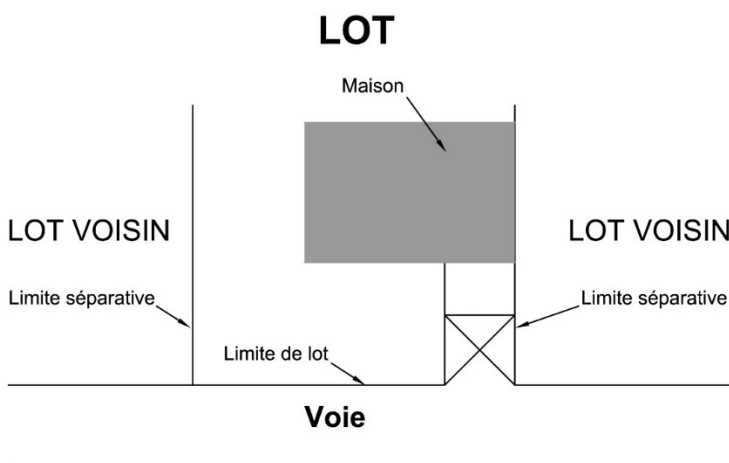 LOT
Maison
LOT VOISIN
LOT VOISIN
Limite séparative
Limite séparative
Limite de lot
Voie